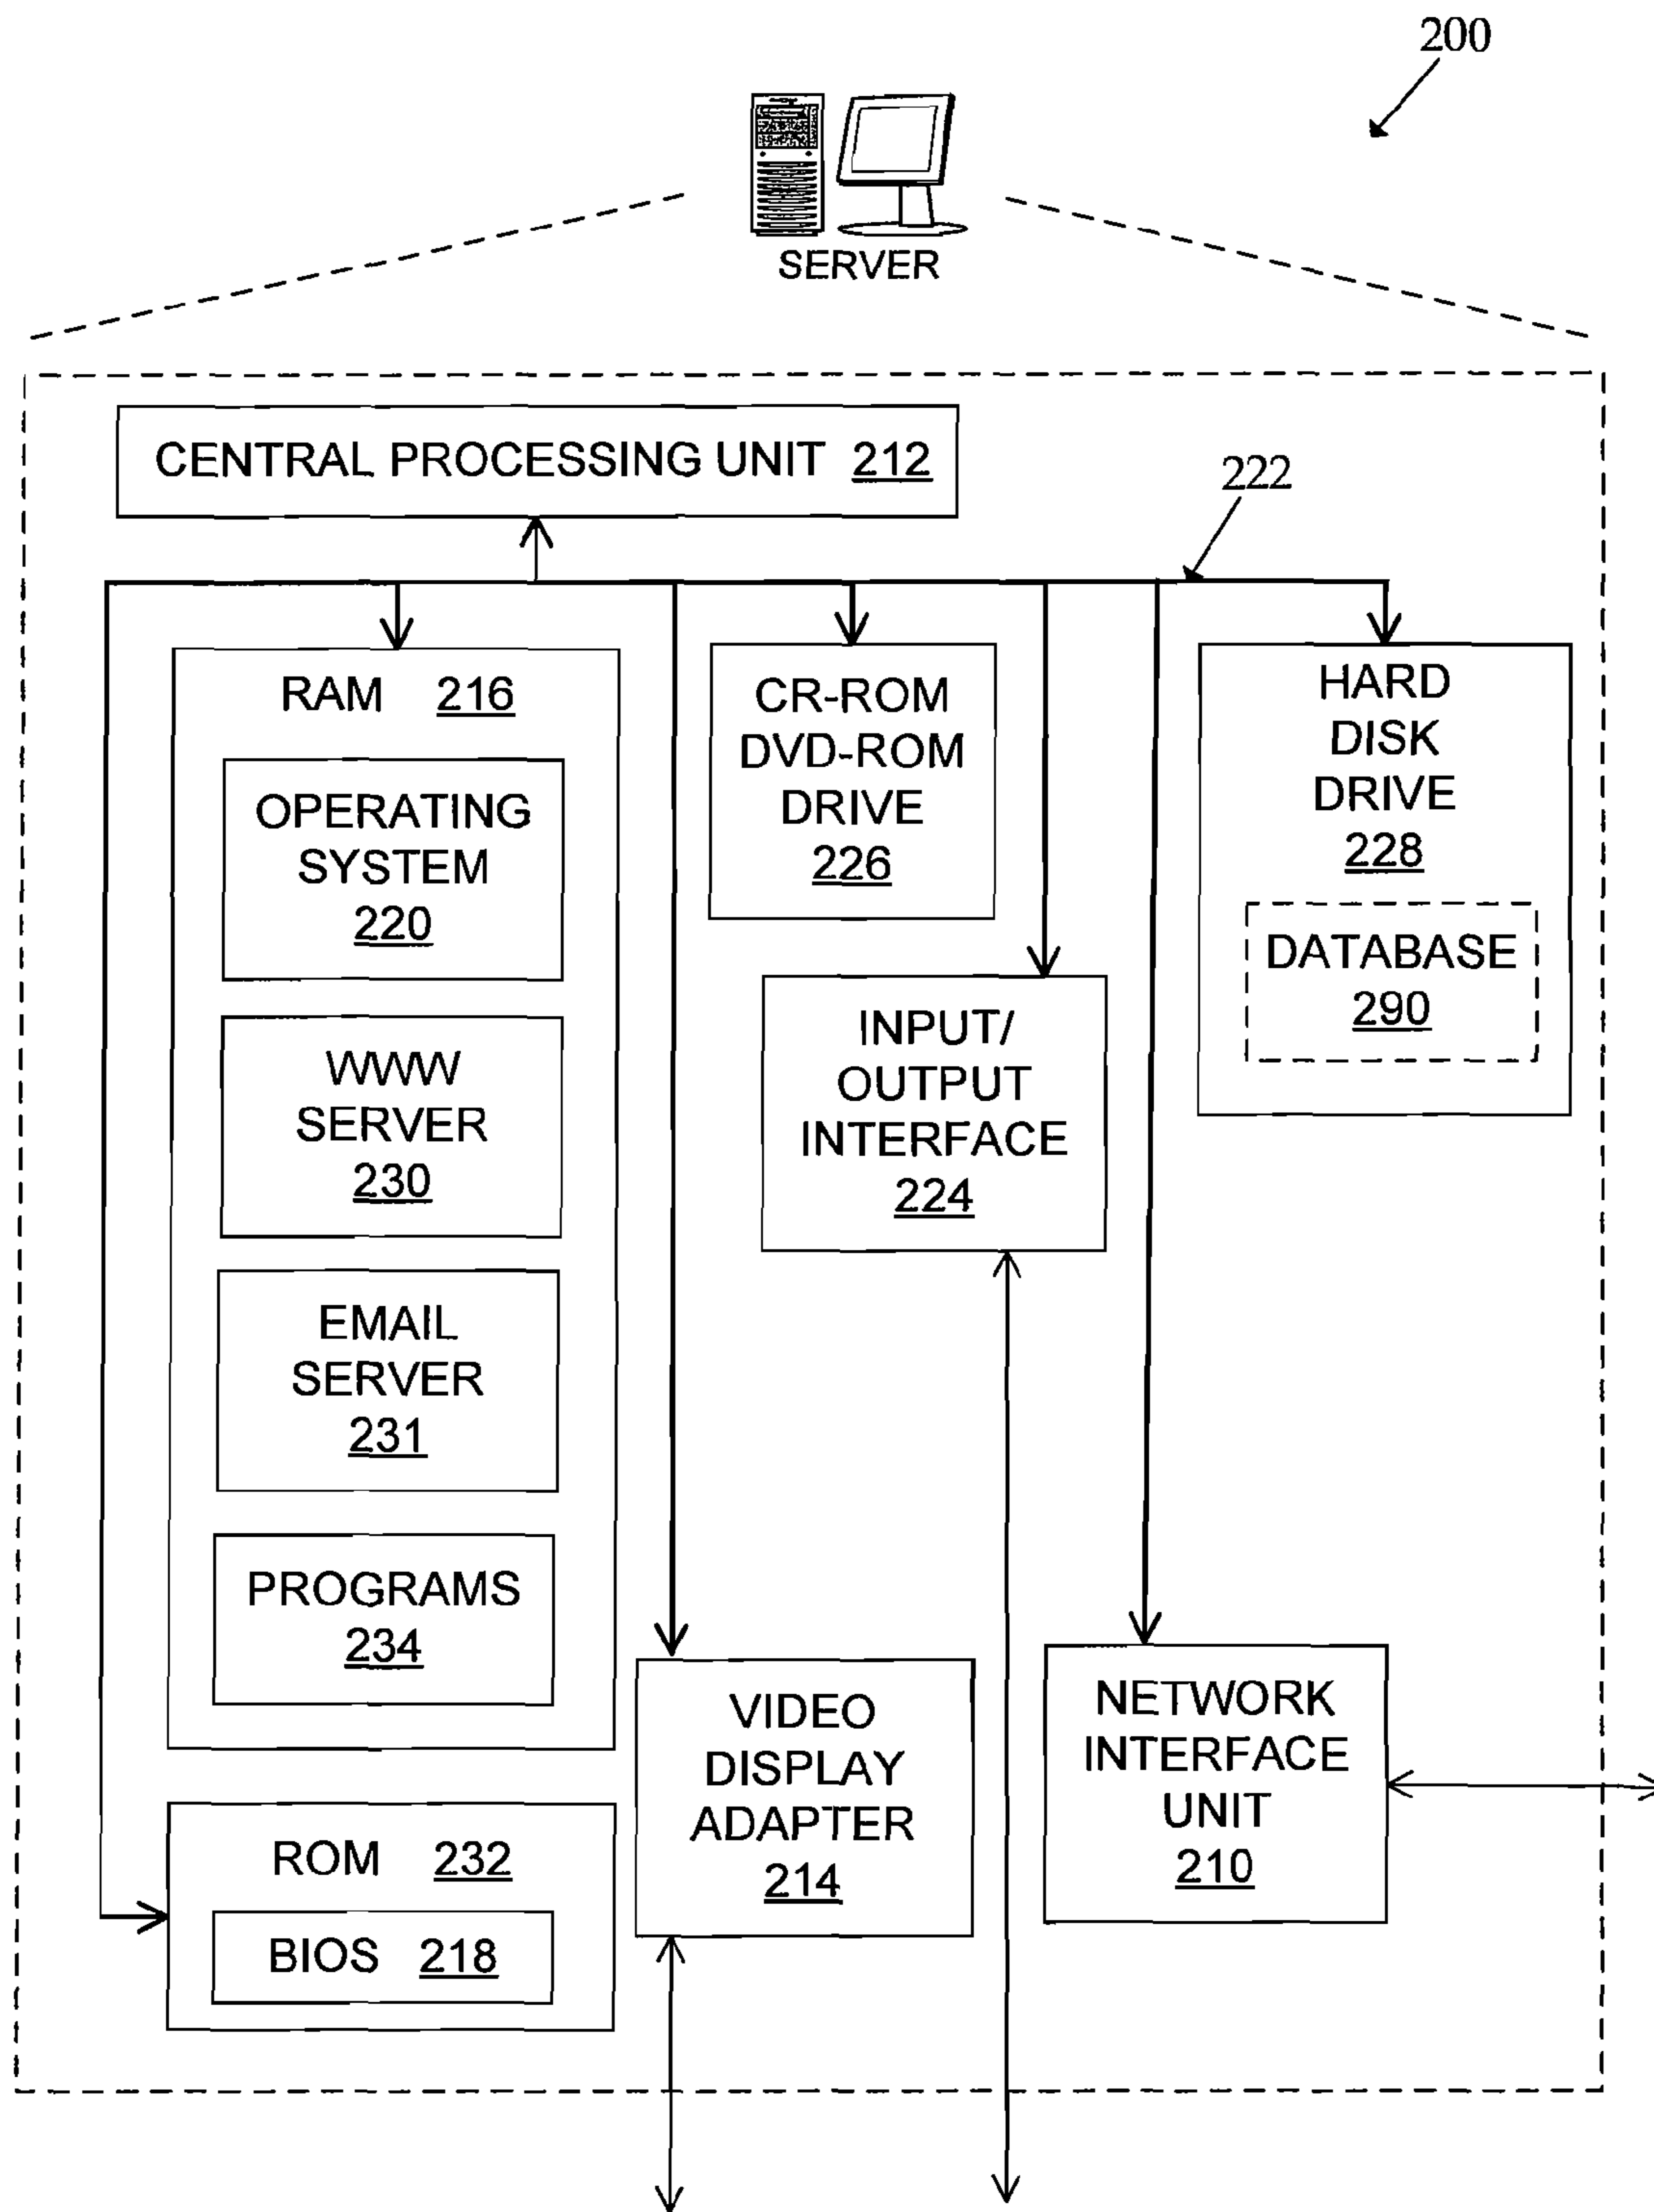 200
SERVER
CENTRAL PROCESSING UNIT 212
222
RAM 216
OPERATING
SYSTEM
220
WWW
SERVER
230
EMAIL
SERVER
231
PROGRAMS
234
ROM 232
BIOS 218
CR-ROM
DVD-ROM
DRIVE
226
INPUT/
OUTPUT
INTERFACE
224
HARD
DISK
DRIVE
228
DATABASE
290
VIDEO
DISPLAY
ADAPTER
214
NETWORK
INTERFACE
UNIT
210